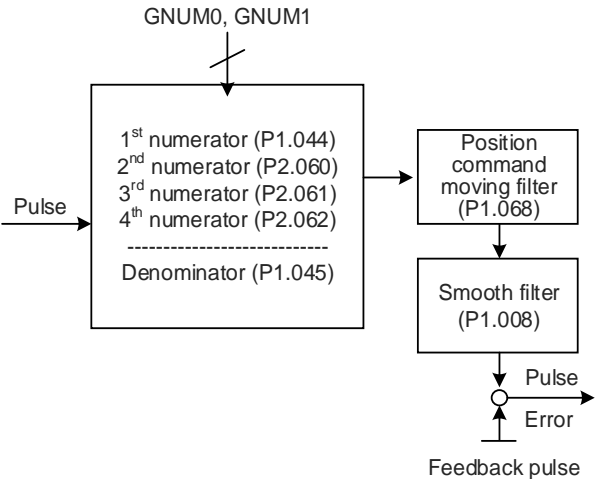 GNUM0, GNUM1
Pulse
1st numerator (P1.044)
2nd numerator (P2.060)
3rd numerator (P2.061)
4th numerator (P2.062)
-----------------------------
Denominator (P1.045)
Position
command
moving filter
(P1.068)
Smooth filter
(P1.008)
Pulse
Error
Feedback pulse